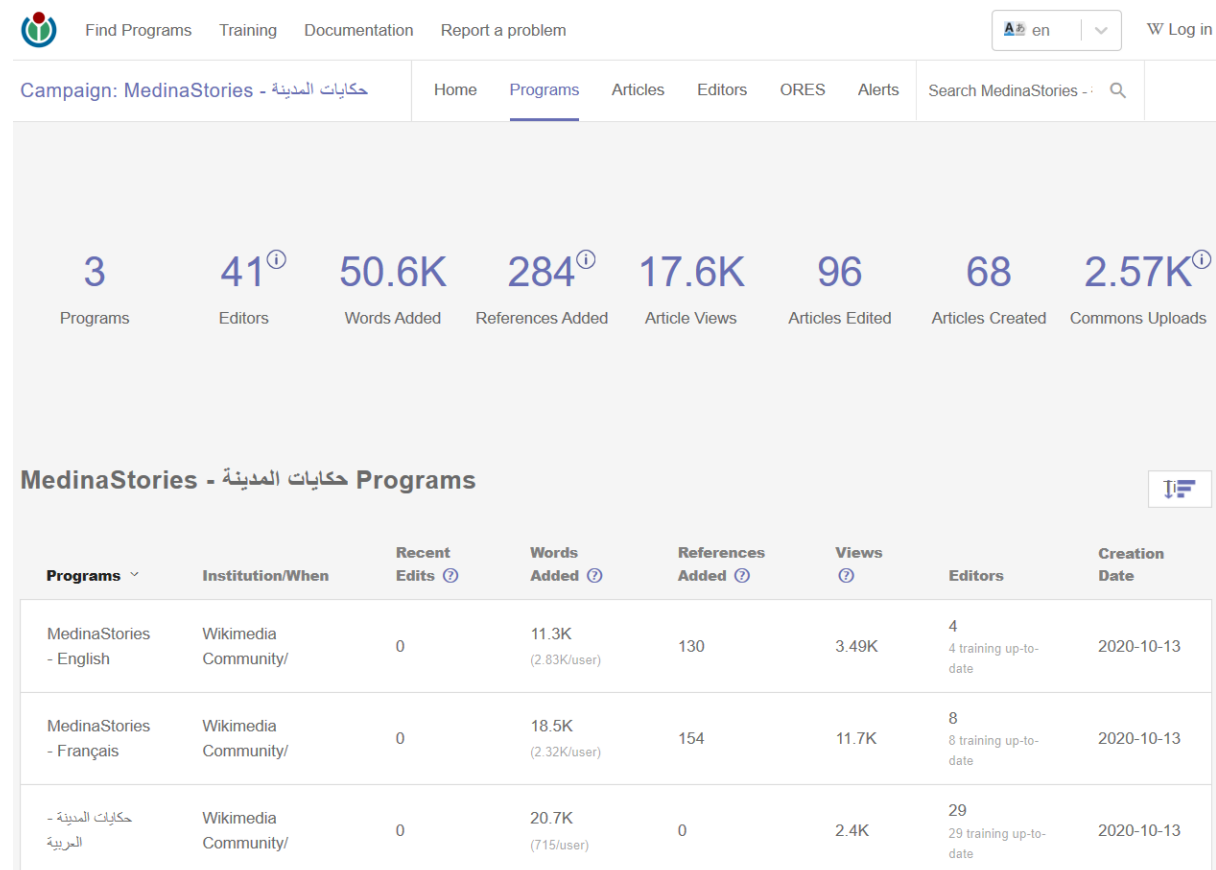 Find Programs Training Documentation Report a problem en Log in
Campaign: MedinaStories - حكايات المدينة Home Programs Articles Editors ORES Alerts Search MedinaStories -
3 41 50.6K 284 17.6K 96 68 2.57K
Programs Editors Words Added References Added Article Views Articles Edited Articles Created Commons Uploads
MedinaStories - حكايات المدينة Programs
Recent Words References Views Creation
Programs Institution/When Edits Added Added Editors Date
MedinaStories Wikimedia 0 11.3K 130 3.49K 4 2020-10-13
- English Community/ (2.83K/user) 4 training up-to-
date
MedinaStories Wikimedia 0 18.5K 154 11.7K 8 2020-10-13
- Français Community/ (2.32K/user) 8 training up-to-
date
حكايات المدينة - Wikimedia 0 20.7K 0 2.4K 29 2020-10-13
العربية Community/ (715/user) 29 training up-to-
date